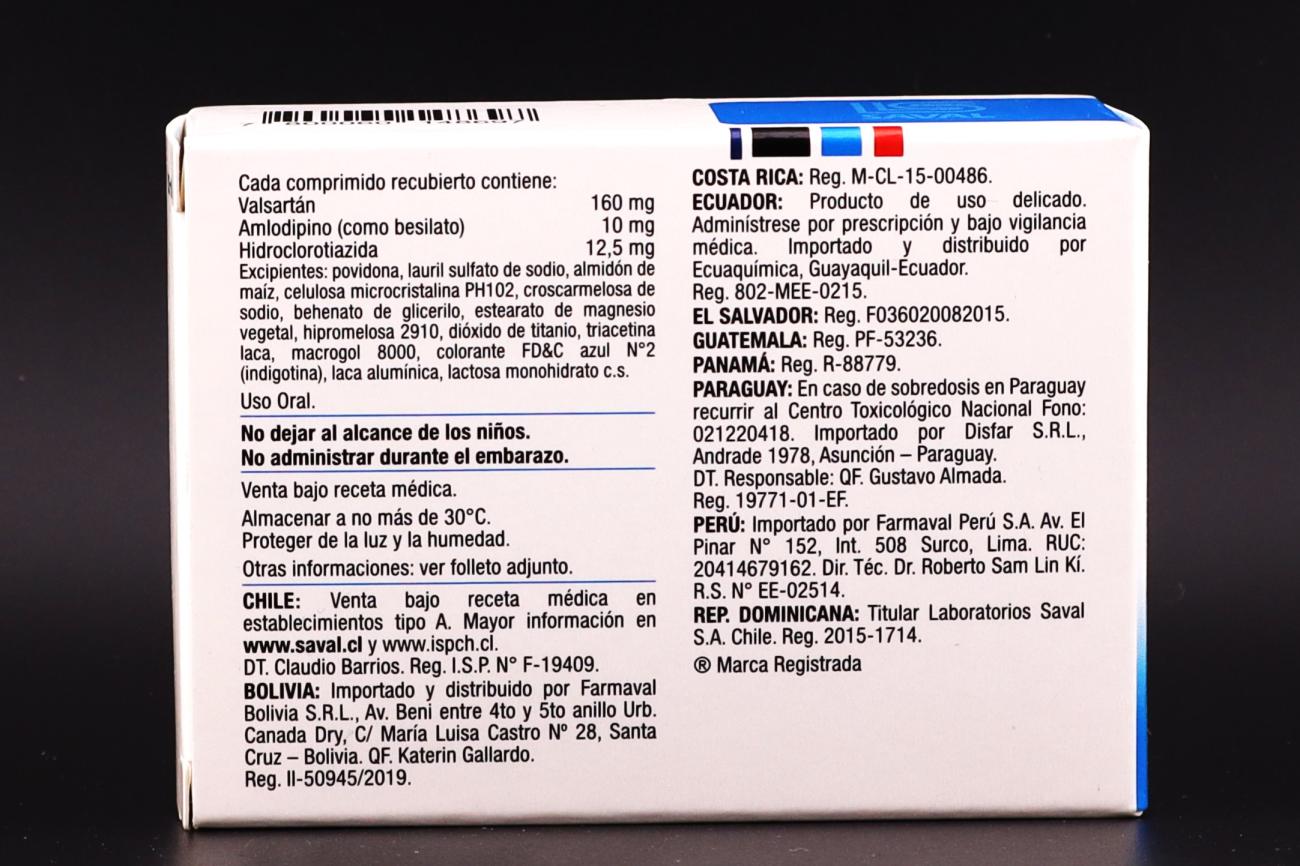 SAVAL
Cada comprimido recubierto contiene:
Valsartán 160 mg
Amlodipino (como besilato) 10 mg
Hidroclorotiazida 12,5 mg
Excipientes: povidona, lauril sulfato de sodio, almidón de
maíz, celulosa microcristalina PH102, croscarmelosa de
sodio, behenato de glicerilo, estearato de magnesio
vegetal, hipromelosa 2910, dióxido de titanio, triacetina
laca, macrogol 8000, colorante FD&C azul N°2
(indigotina), laca alumínica, lactosa monohidrato c.s.
Uso Oral.
No dejar al alcance de los niños.
No administrar durante el embarazo.
Venta bajo receta médica.
Almacenar a no más de 30°C.
Proteger de la luz y la humedad.
Otras informaciones: ver folleto adjunto.
CHILE: Venta bajo receta médica en
establecimientos tipo A. Mayor información en
www.saval.cl y www.ispch.cl.
DT. Claudio Barrios. Reg. I.S.P. N° F-19409.
BOLIVIA: Importado y distribuido por Farmaval
Bolivia S.R.L., Av. Beni entre 4to y 5to anillo Urb.
Canada Dry, C/ María Luisa Castro Nº 28, Santa
Cruz – Bolivia. QF. Katerin Gallardo.
Reg. II-50945/2019.
COSTA RICA: Reg. M-CL-15-00486.
ECUADOR: Producto de uso delicado.
Adminístrese por prescripción y bajo vigilancia
médica. Importado y distribuido por
Ecuaquímica, Guayaquil-Ecuador.
Reg. 802-MEE-0215.
EL SALVADOR: Reg. F036020082015.
GUATEMALA: Reg. PF-53236.
PANAMÁ: Reg. R-88779.
PARAGUAY: En caso de sobredosis en Paraguay
recurrir al Centro Toxicológico Nacional Fono:
021220418. Importado por Disfar S.R.L.,
Andrade 1978, Asunción – Paraguay.
DT. Responsable: QF. Gustavo Almada.
Reg. 19771-01-EF.
PERÚ: Importado por Farmaval Perú S.A. Av. El
Pinar N° 152, Int. 508 Surco, Lima. RUC:
20414679162. Dir. Téc. Dr. Roberto Sam Lin Kí.
R.S. N° EE-02514.
REP. DOMINICANA: Titular Laboratorios Saval
S.A. Chile. Reg. 2015-1714.
® Marca Registrada